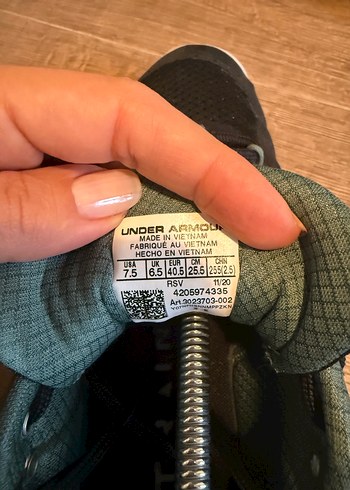 UNDER ARMOUR
MADE IN VIETNAM
FABRIQUÉ AU VIETNAM
HECHO EN VIETNAM
USA UK EUR CM CHN
7.5 6.5 40.5 25.5 255(2.5)
RSV 11/20
4205974335
Art.3023703-002